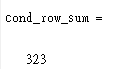 Cond_row_sum =
323